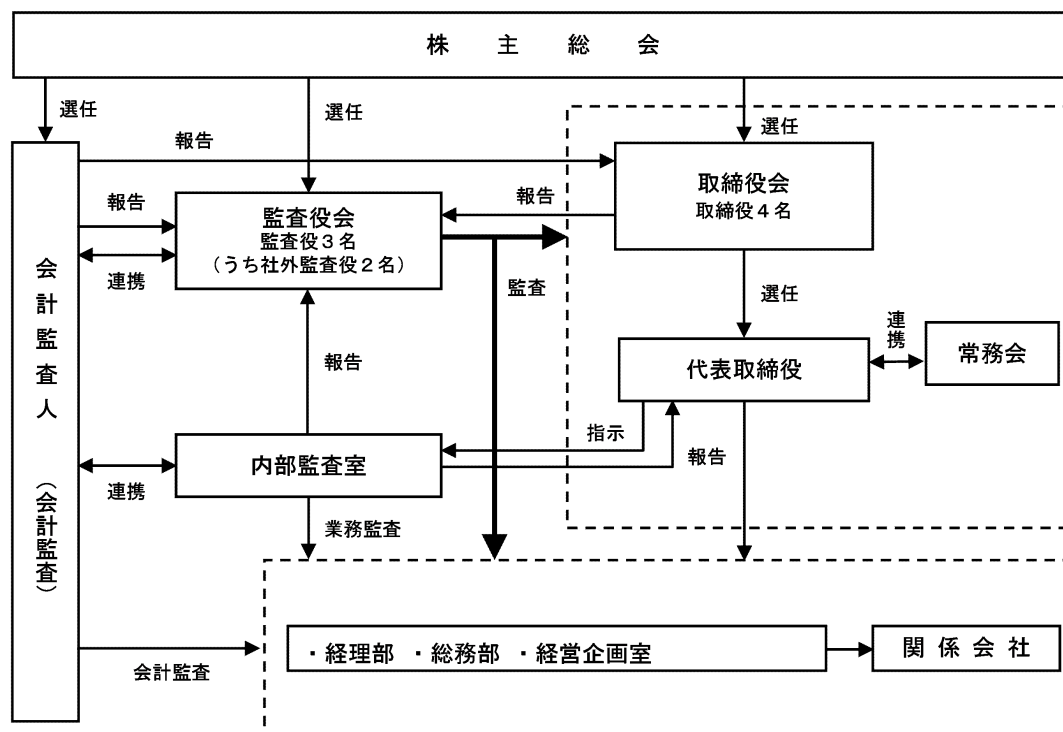 株主総会
選任
選任
選任
報告
取締役会
取締役４名
報告
報告
監査役会
監査役３名
（うち社外監査役２名）
連携
監査
選任
連携
常務会
代表取締役
報告
指示
報告
内部監査室
連携
業務監査
会計監査人
（会計監査）
会計監査
・経理部 ・総務部 ・経営企画室
関係会社